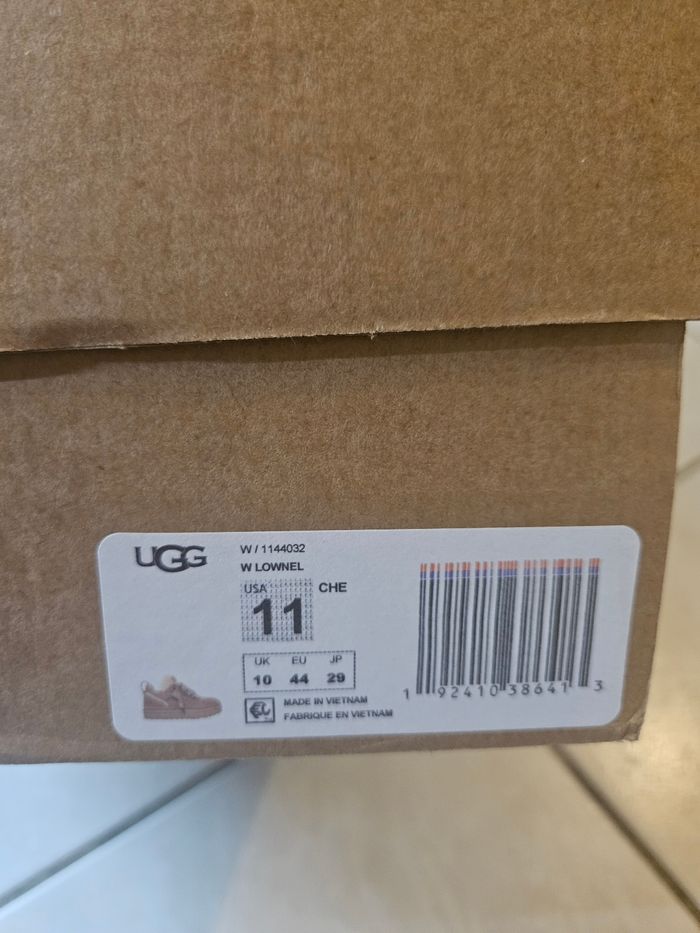 UGG
W / 1144032
W LOWNEL
USA
11
CHE
UK EU JP
10 44 29
MADE IN VIETNAM
FABRIQUE EN VIETNAM
1 92410 38641 3